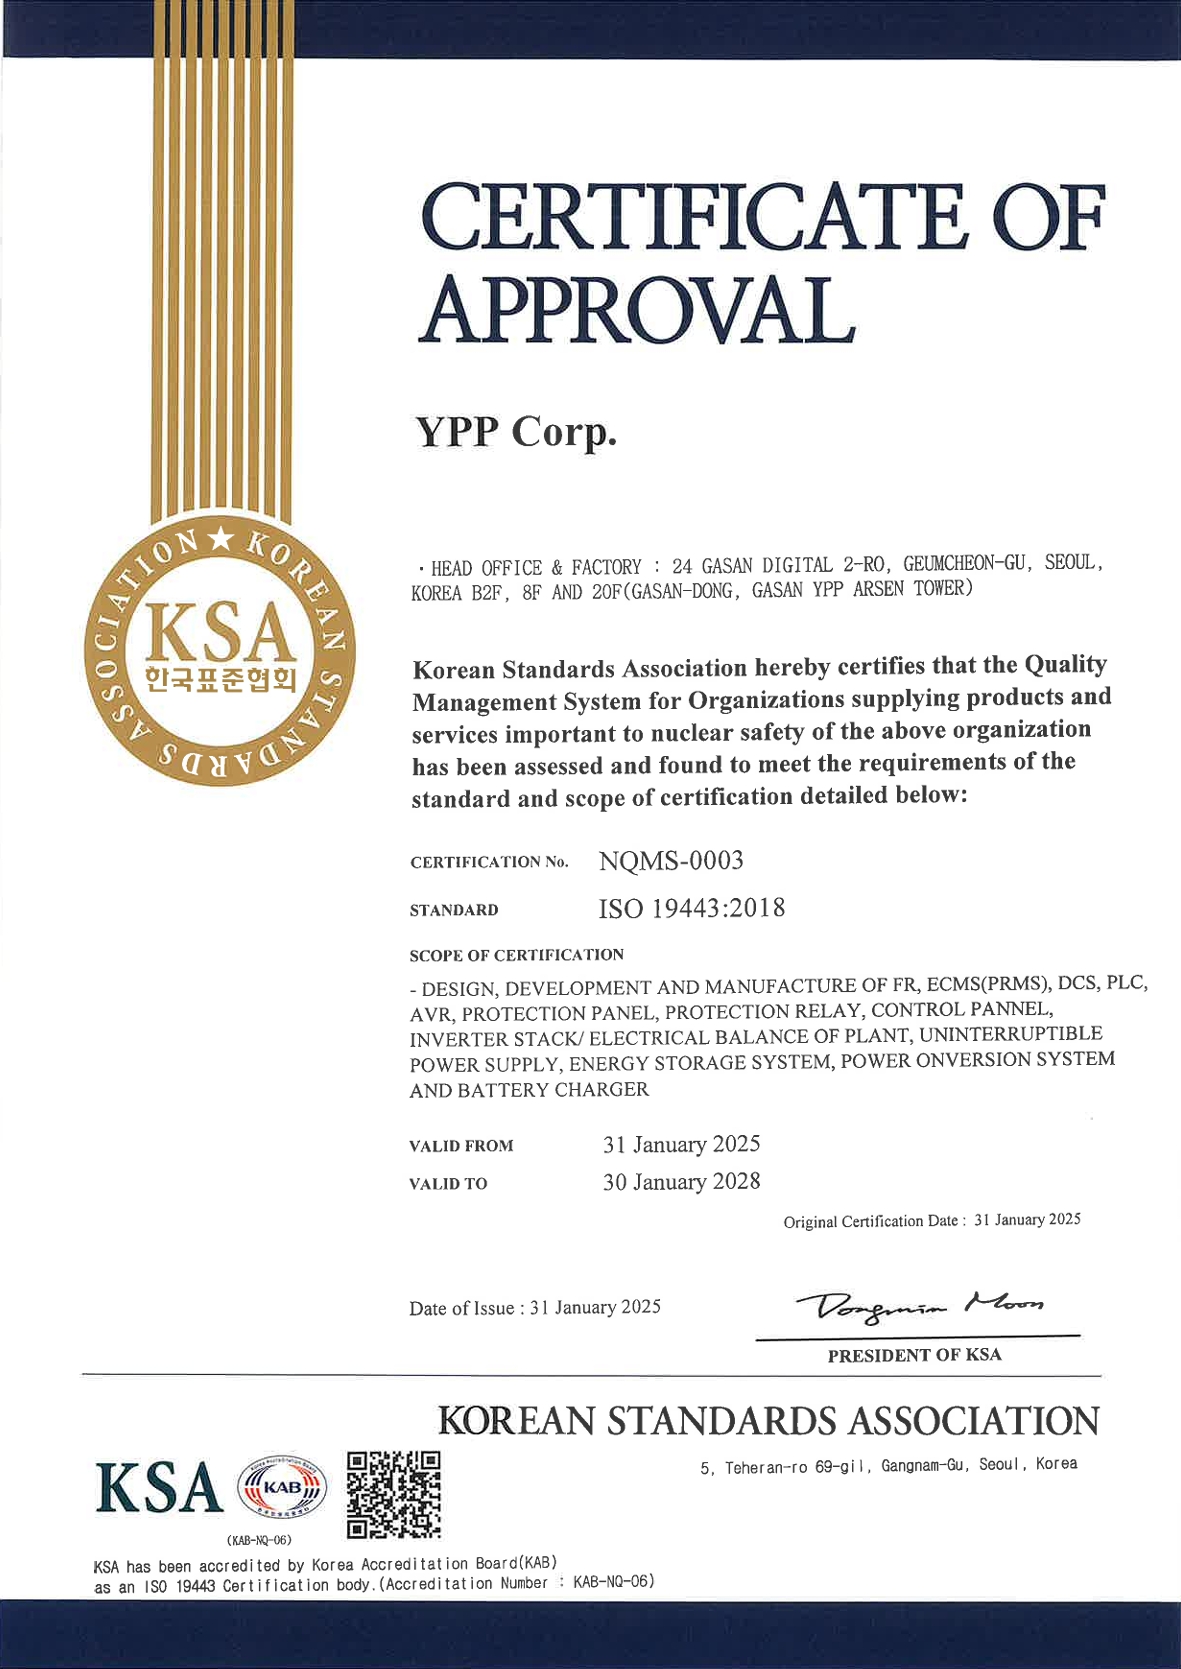 CERTIFICATE OF
APPROVAL
YPP Corp.
· HEAD OFFICE & FACTORY : 24 GASAN DIGITAL 2-RO, GEUMCHEON-GU, SEOUL,
KOREA B2F, 8F AND 20F(GASAN-DONG, GASAN YPP ARSEN TOWER)
★ KOREAN STANDARDS ASSOCIATION
KSA
한국표준협회
Korean Standards Association hereby certifies that the Quality
Management System for Organizations supplying products and
services important to nuclear safety of the above organization
has been assessed and found to meet the requirements of the
standard and scope of certification detailed below:
CERTIFICATION No. NQMS-0003
STANDARD ISO 19443:2018
SCOPE OF CERTIFICATION
- DESIGN, DEVELOPMENT AND MANUFACTURE OF FR, ECMS(PRMS), DCS, PLC,
AVR, PROTECTION PANEL, PROTECTION RELAY, CONTROL PANNEL,
INVERTER STACK/ ELECTRICAL BALANCE OF PLANT, UNINTERRUPTIBLE
POWER SUPPLY, ENERGY STORAGE SYSTEM, POWER ONVERSION SYSTEM
AND BATTERY CHARGER
VALID FROM 31 January 2025
VALID TO 30 January 2028
Original Certification Date : 31 January 2025
Date of Issue : 31 January 2025
Dongmin Moon
PRESIDENT OF KSA
KOREAN STANDARDS ASSOCIATION
5, Teheran-ro 69-gil, Gangnam-Gu, Seoul, Korea
KSA
Korea Accreditation Board
KAB
(KAB-NQ-06)
KSA has been accredited by Korea Accreditation Board(KAB)
as an ISO 19443 Certification body.(Accreditation Number : KAB-NQ-06)